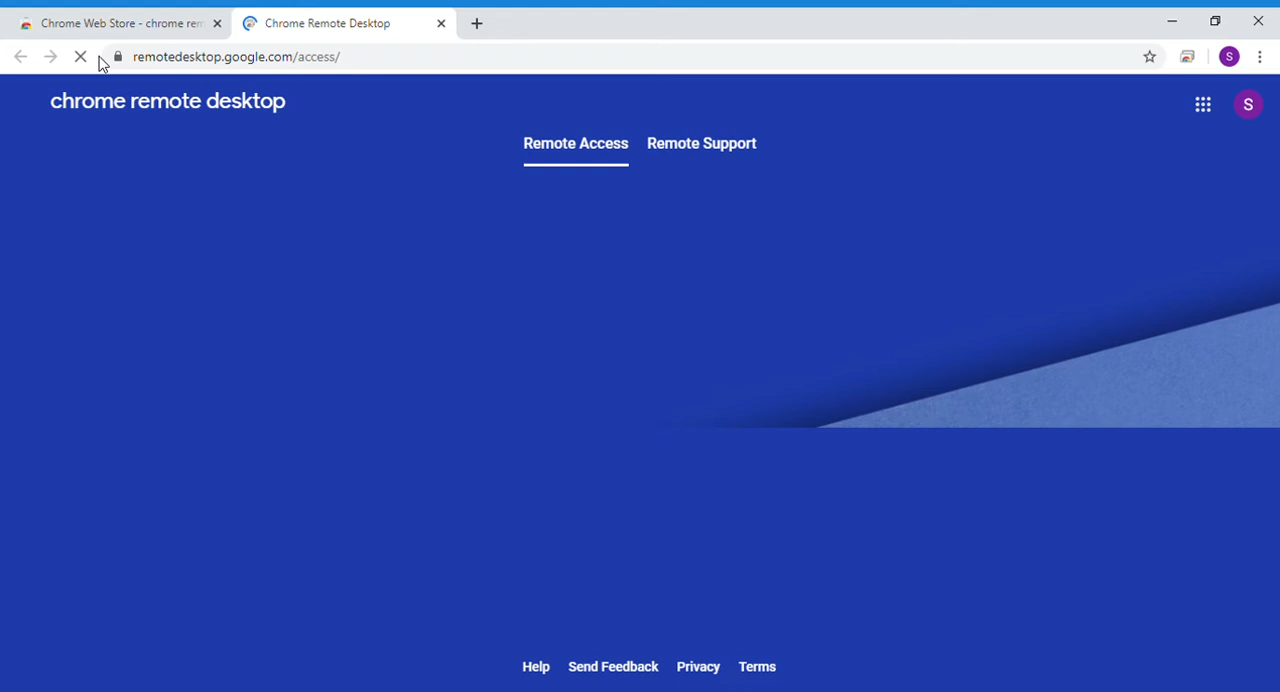 Chrome Web Store - chrome rem
Chrome Remote Desktop
remotedesktop.google.com/access/
S
chrome remote desktop
S
Remote Access Remote Support
Help Send Feedback Privacy Terms